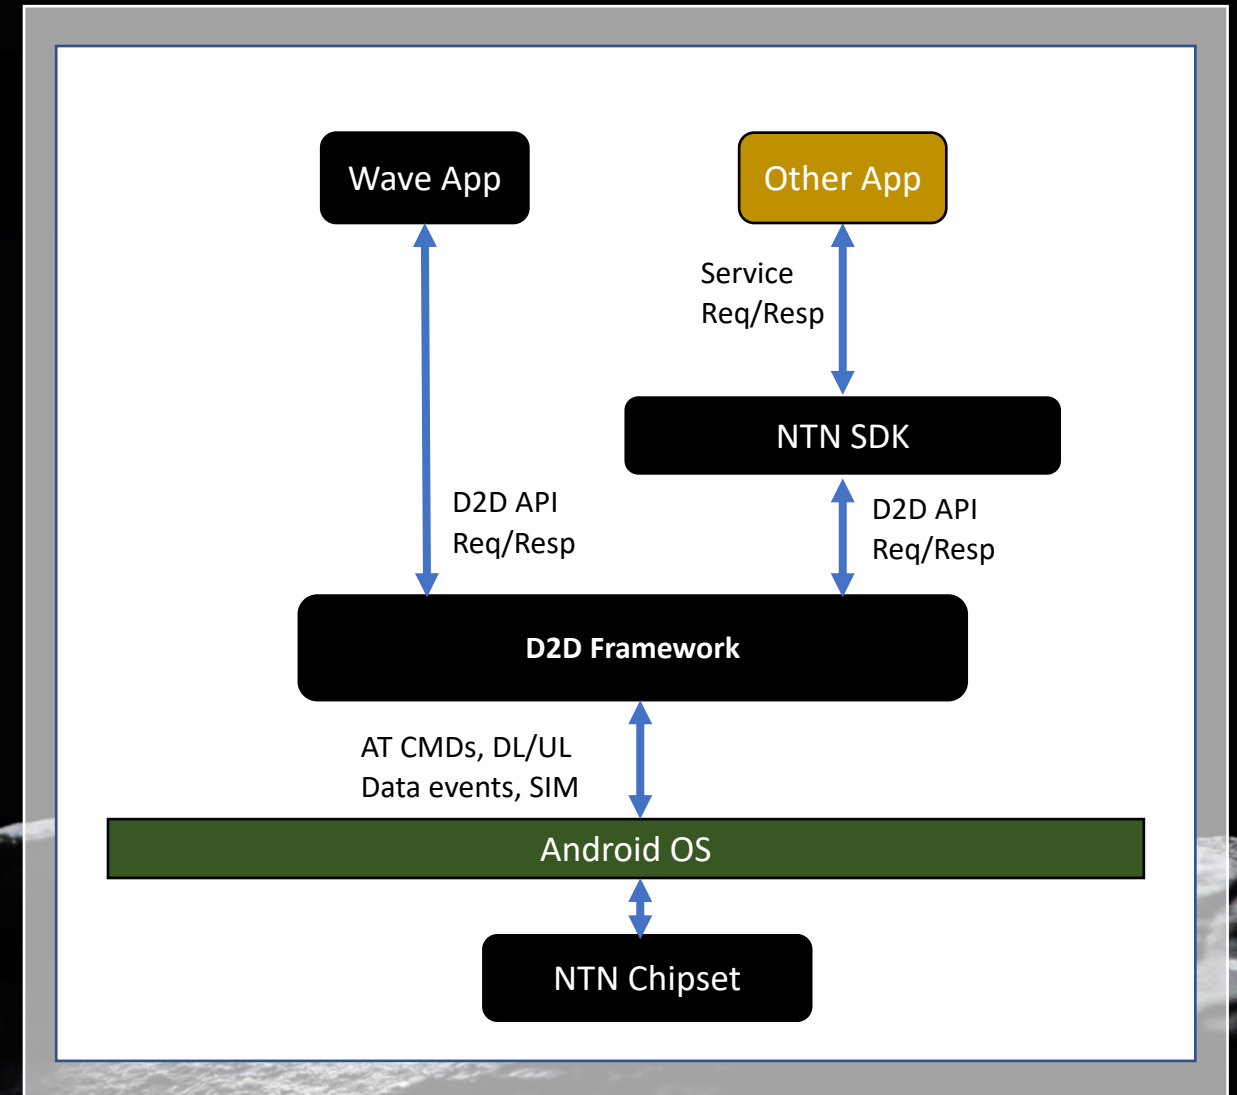 Wave App
Other App
Service
Req/Resp
NTN SDK
D2D API
Req/Resp
D2D API
Req/Resp
D2D Framework
AT CMDs, DL/UL
Data events, SIM
Android OS
NTN Chipset